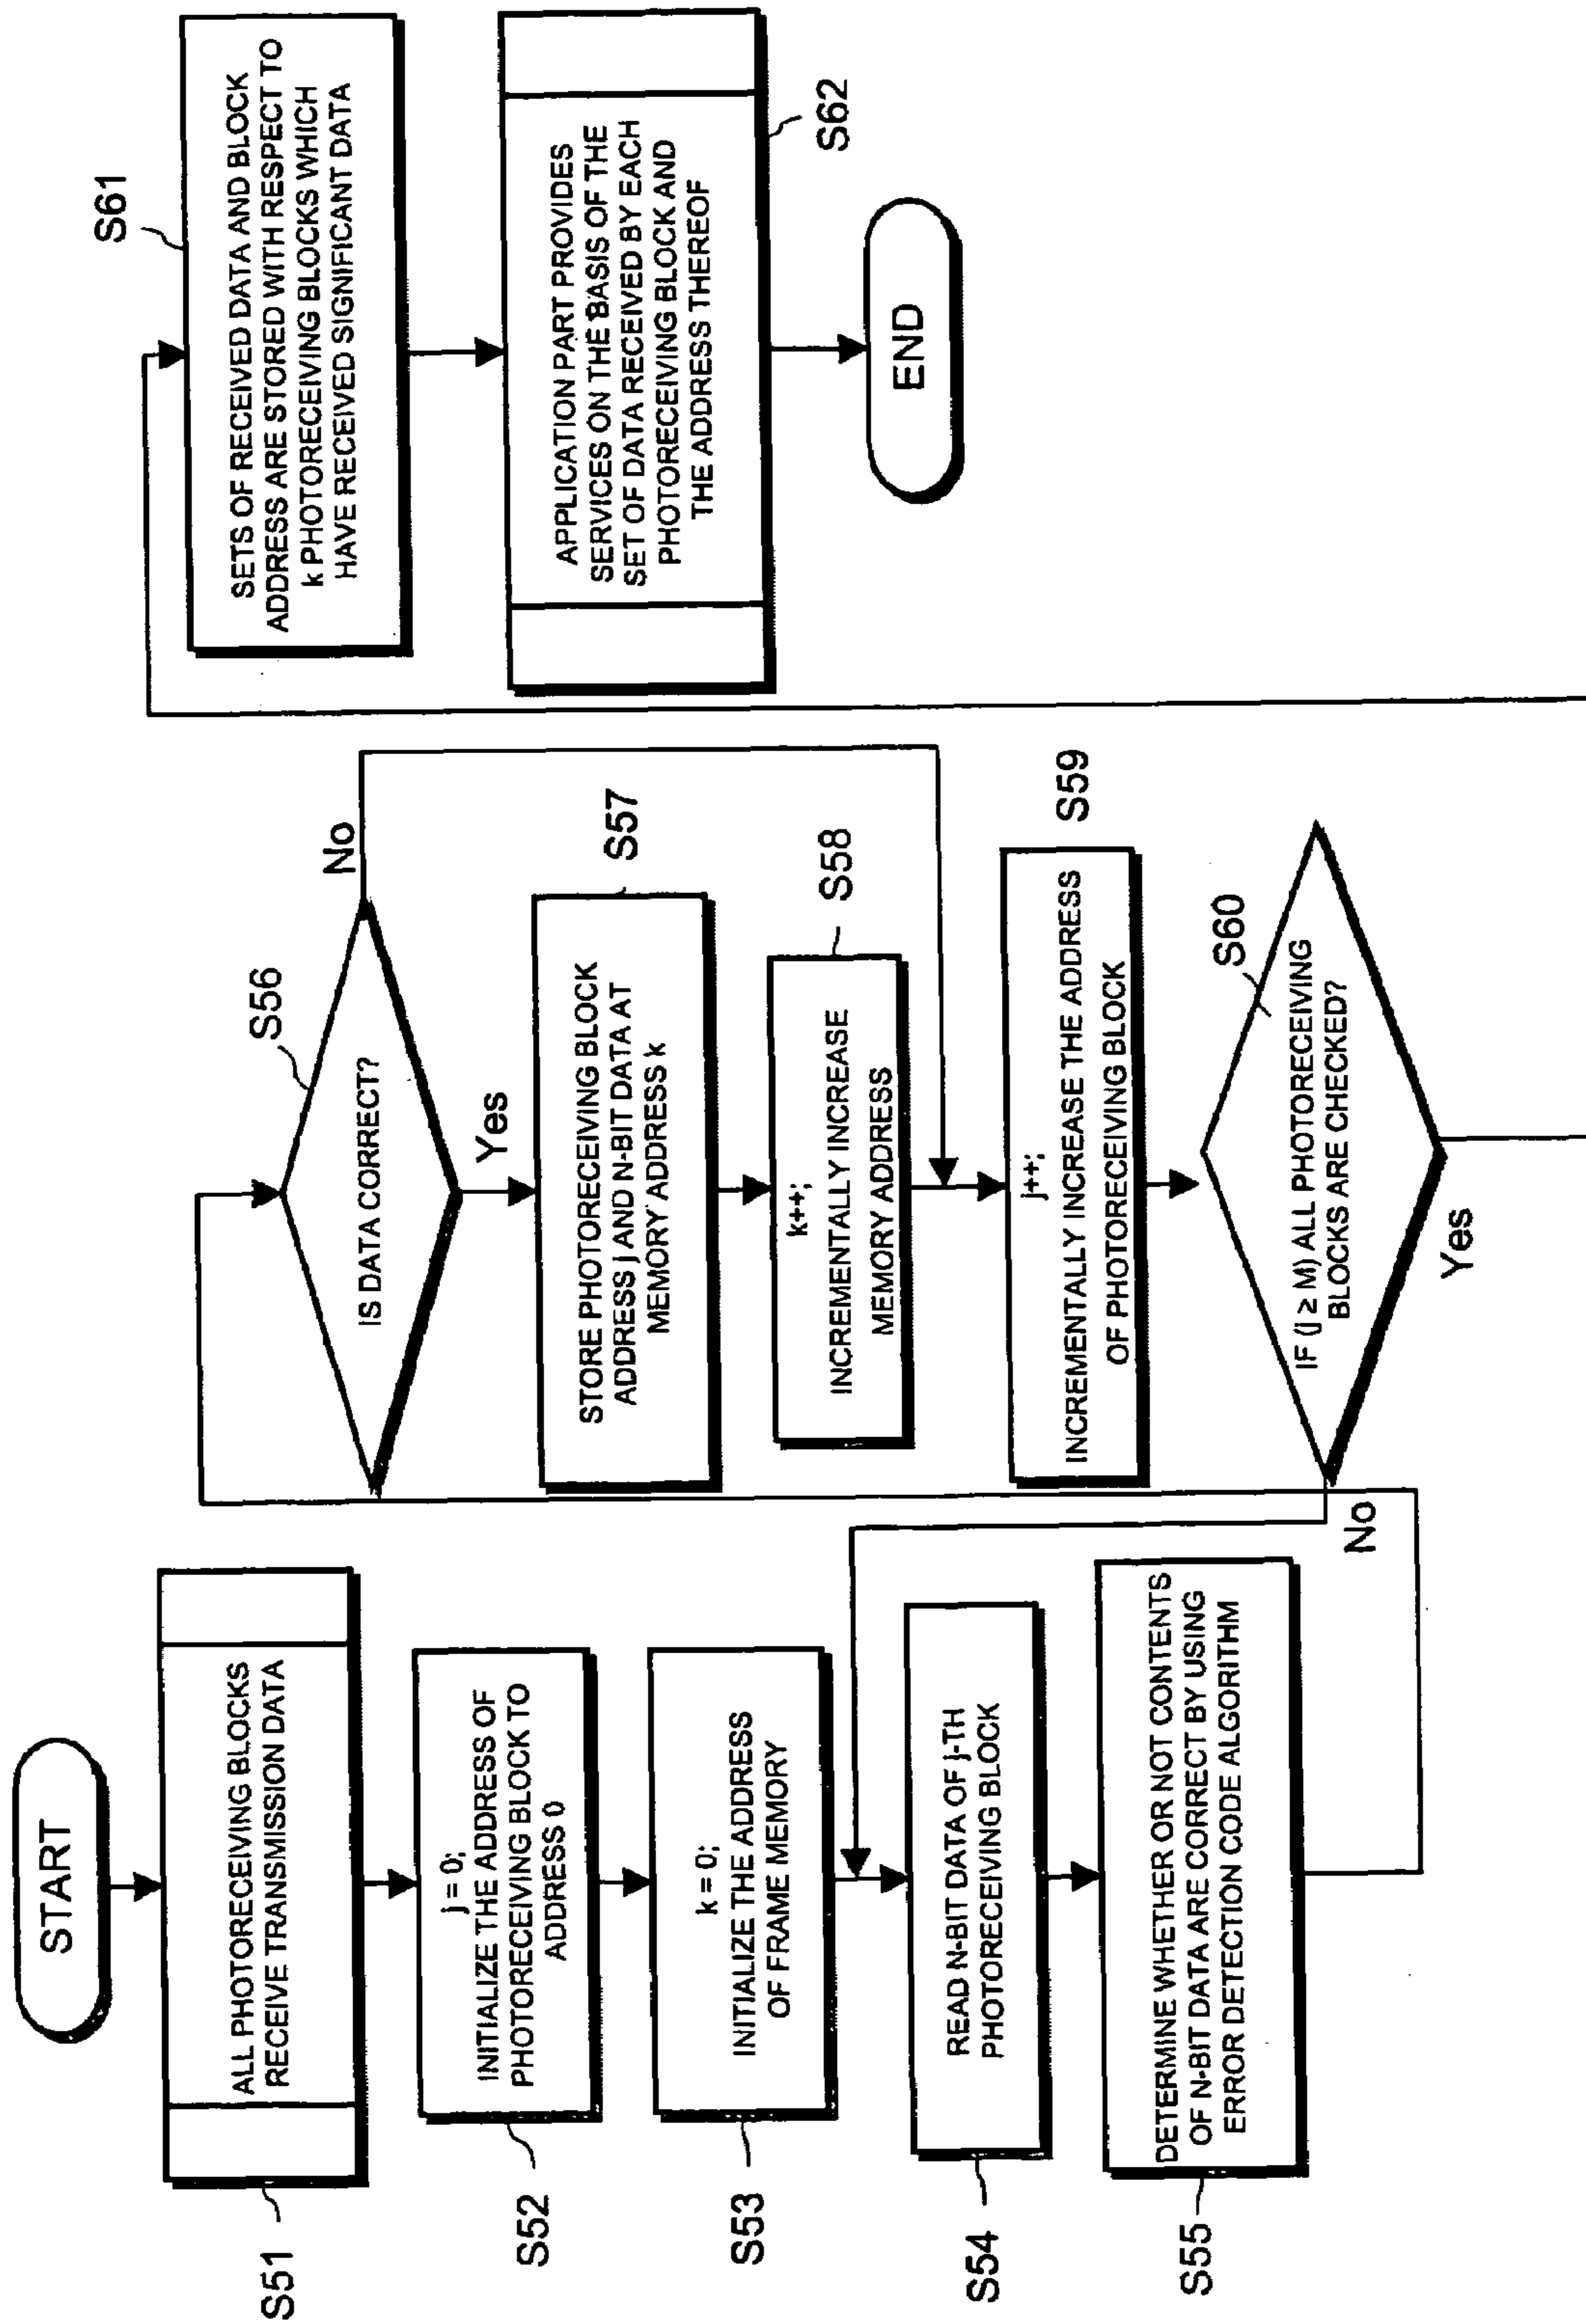 START
S51
ALL PHOTORECEIVING BLOCKS
RECEIVE TRANSMISSION DATA
S52
j = 0;
INITIALIZE THE ADDRESS OF
PHOTORECEIVING BLOCK TO
ADDRESS 0
S53
k = 0;
INITIALIZE THE ADDRESS
OF FRAME MEMORY
S54
READ N-BIT DATA OF j-TH
PHOTORECEIVING BLOCK
S55
DETERMINE WHETHER OR NOT CONTENTS
OF N-BIT DATA ARE CORRECT BY USING
ERROR DETECTION CODE ALGORITHM
S56
IS DATA CORRECT?
No
Yes
S57
STORE PHOTORECEIVING BLOCK
ADDRESS j AND N-BIT DATA AT
MEMORY ADDRESS k
S58
k++;
INCREMENTALLY INCREASE
MEMORY ADDRESS
S59
j++;
INCREMENTALLY INCREASE THE ADDRESS
OF PHOTORECEIVING BLOCK
S60
IF (j ≥ M) ALL PHOTORECEIVING
BLOCKS ARE CHECKED?
No
Yes
S61
SETS OF RECEIVED DATA AND BLOCK
ADDRESS ARE STORED WITH RESPECT TO
k PHOTORECEIVING BLOCKS WHICH
HAVE RECEIVED SIGNIFICANT DATA
S62
APPLICATION PART PROVIDES
SERVICES ON THE BASIS OF THE
SET OF DATA RECEIVED BY EACH
PHOTORECEIVING BLOCK AND
THE ADDRESS THEREOF
END